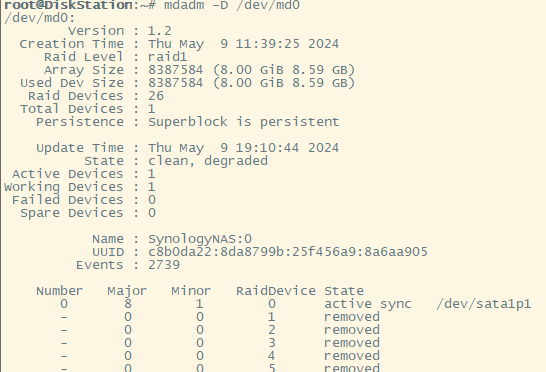 root@DiskStation:~# mdadm -D /dev/md0
/dev/md0:
Version : 1.2
Creation Time : Thu May 9 11:39:25 2024
Raid Level : raid1
Array Size : 8387584 (8.00 GiB 8.59 GB)
Used Dev Size : 8387584 (8.00 GiB 8.59 GB)
Raid Devices : 26
Total Devices : 1
Persistence : Superblock is persistent
Update Time : Thu May 9 19:10:44 2024
State : clean, degraded
Active Devices : 1
Working Devices : 1
Failed Devices : 0
Spare Devices : 0
Name : SynologyNAS:0
UUID : c8b0da22:8da8799b:25f456a9:8a6aa905
Events : 2739
Number Major Minor RaidDevice State
0 8 1 0 active sync /dev/sata1p1
- 0 0 1 removed
- 0 0 2 removed
- 0 0 3 removed
- 0 0 4 removed
- 0 0 5 removed